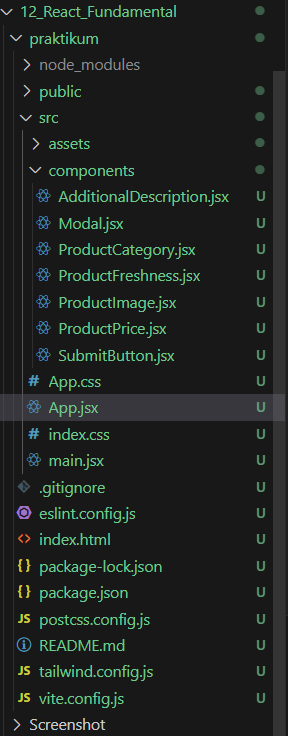 12_React_Fundamental
praktikum
node_modules
public
src
assets
components
AdditionalDescription.jsx U
Modal.jsx U
ProductCategory.jsx U
ProductFreshness.jsx U
ProductImage.jsx U
ProductPrice.jsx U
SubmitButton.jsx U
# App.css U
App.jsx U
# index.css U
main.jsx U
.gitignore U
eslint.config.js U
<> index.html U
{} package-lock.json U
{} package.json U
JS postcss.config.js U
README.md U
JS tailwind.config.js U
JS vite.config.js U
Screenshot